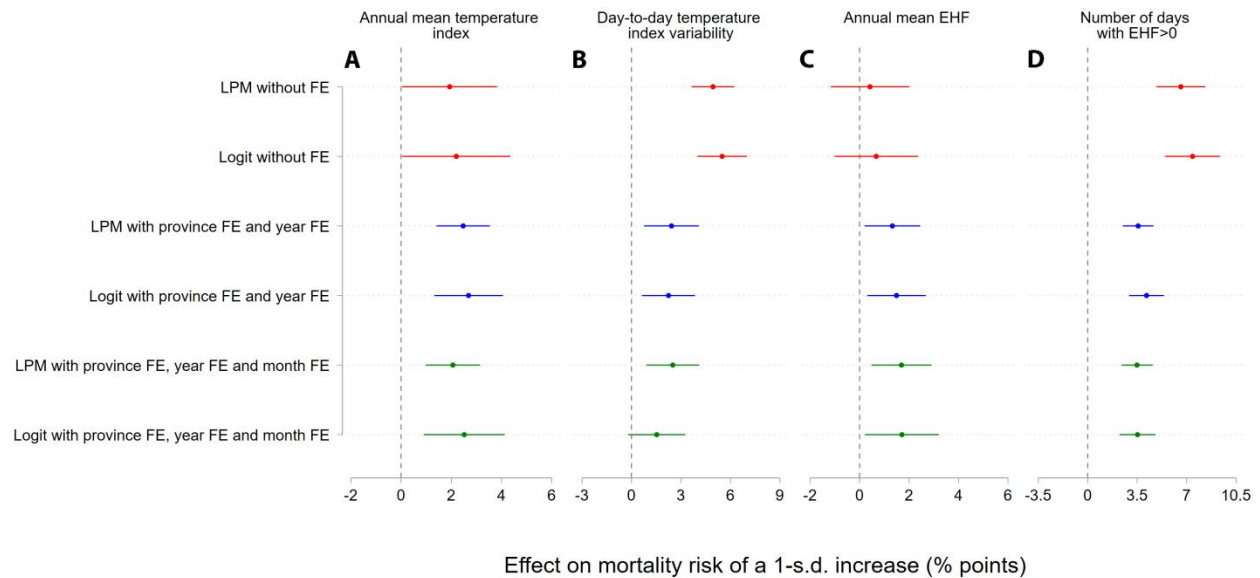 Annual mean temperature
index
Day-to-day temperature
index variability
Annual mean EHF
Number of days
with EHF>0
A
B
C
D
LPM without FE
Logit without FE
LPM with province FE and year FE
Logit with province FE and year FE
LPM with province FE, year FE and month FE
Logit with province FE, year FE and month FE
-2 0 2 4 6
-3 0 3 6 9
-2 0 2 4 6
-3.5 0 3.5 7 10.5
Effect on mortality risk of a 1-s.d. increase (% points)